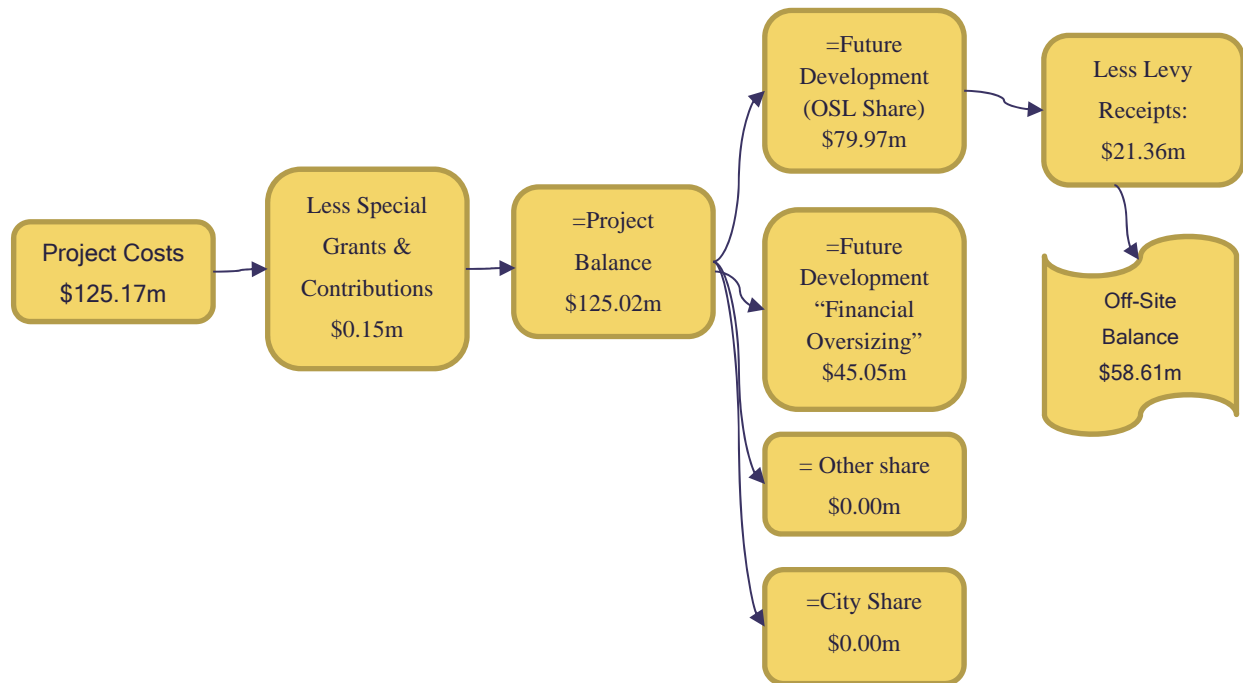 Project Costs
$125.17m
Less Special
Grants &
Contributions
$0.15m
=Project
Balance
$125.02m
=Future
Development
(OSL Share)
$79.97m
=Future
Development
“Financial
Oversizing”
$45.05m
= Other share
$0.00m
=City Share
$0.00m
Less Levy
Receipts:
$21.36m
Off-Site
Balance
$58.61m